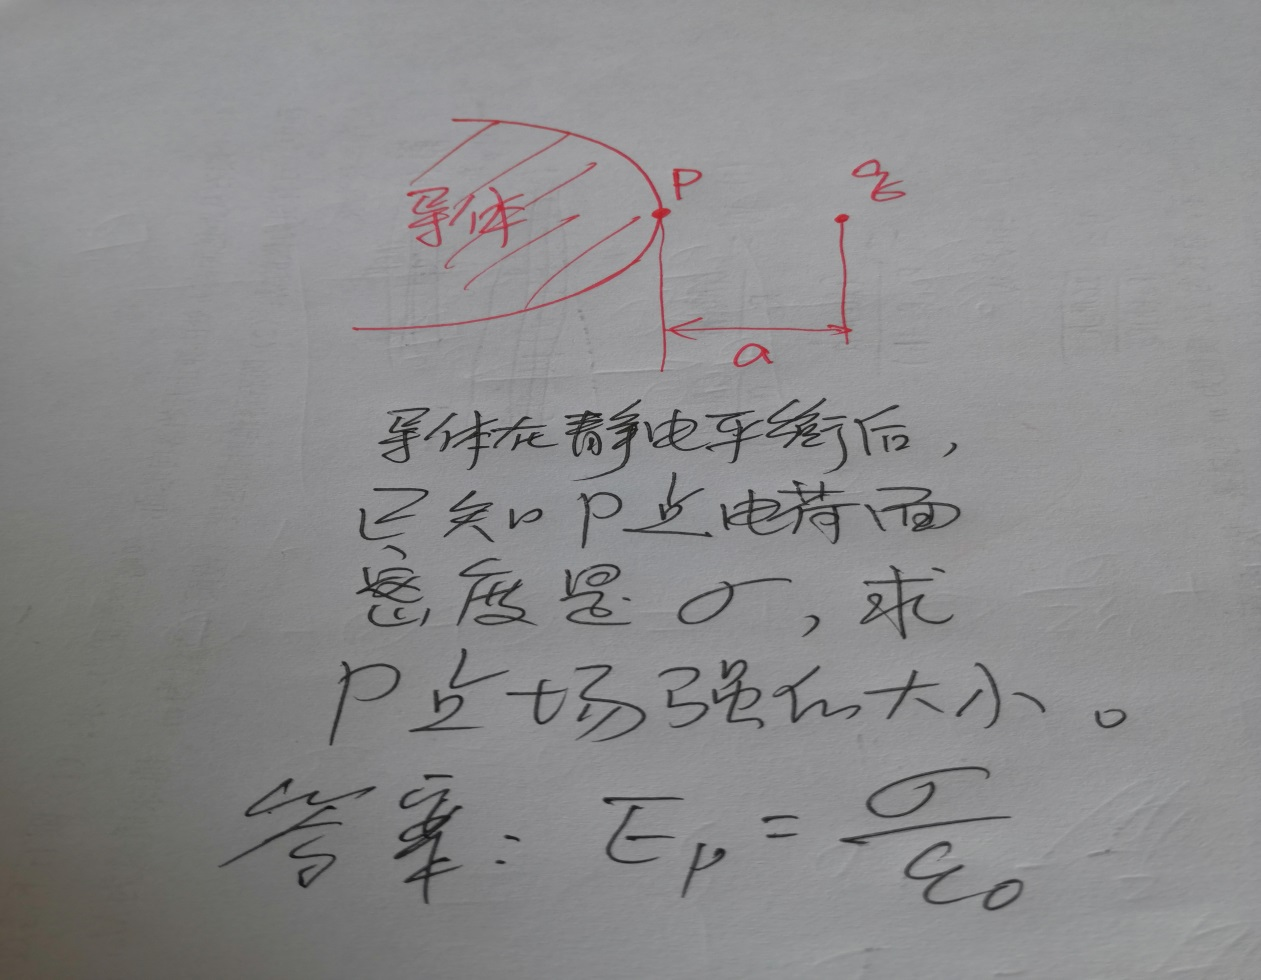 P
q
导体
a
导体在静电平衡后,
已知P点电荷面
密度是σ,求
P点场强的大小。
答案: Eₚ = σ/ε₀